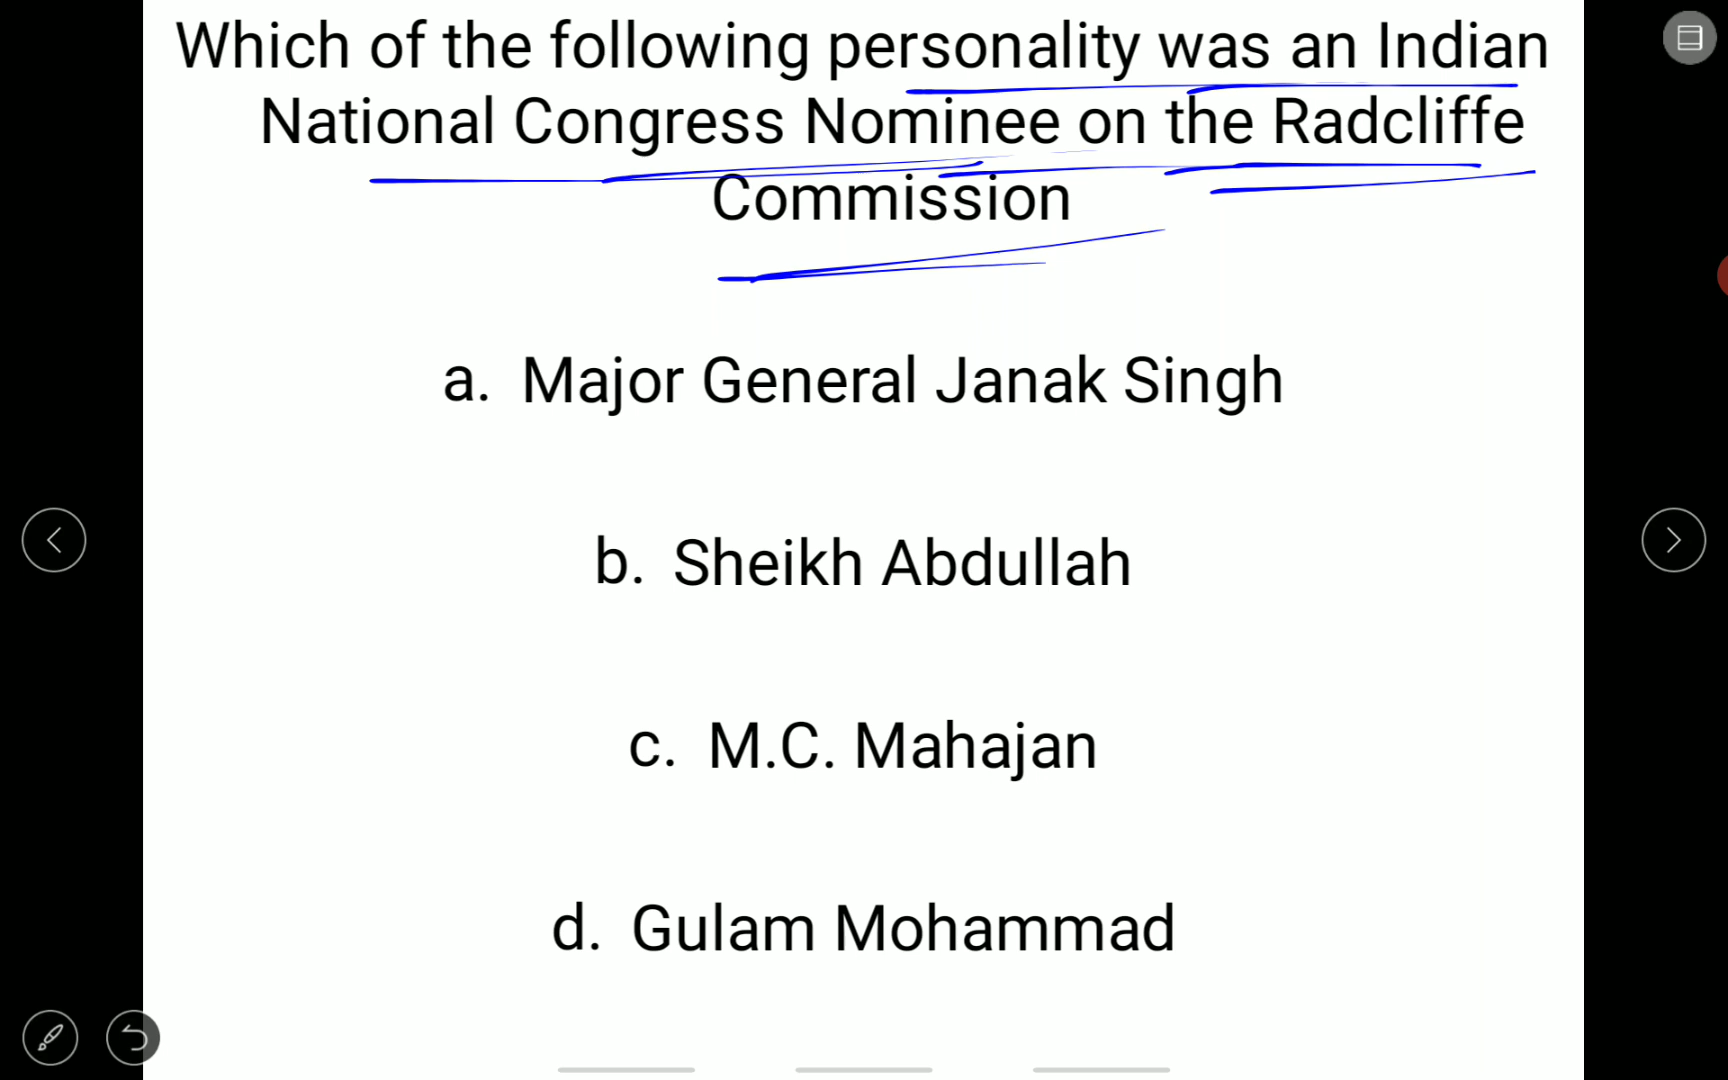 Which of the following personality was an Indian
National Congress Nominee on the Radcliffe
Commission
a. Major General Janak Singh
b. Sheikh Abdullah
c. M.C. Mahajan
d. Gulam Mohammad